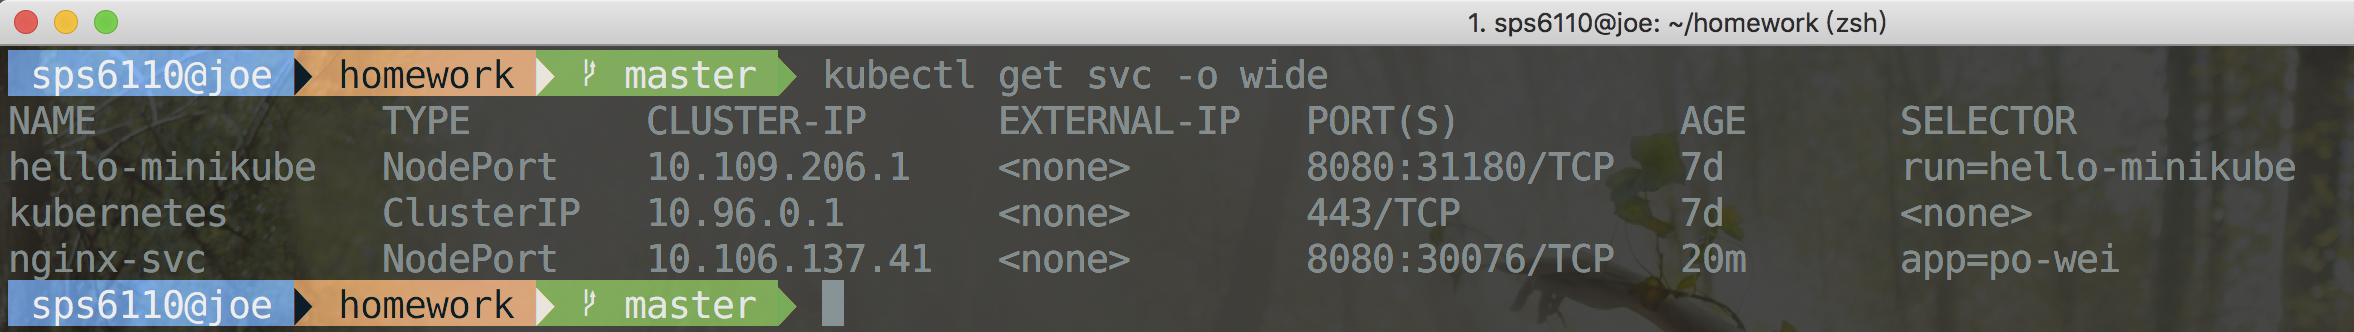 1. sps6110@joe: ~/homework (zsh)
sps6110@joe homework master kubectl get svc -o wide
NAME TYPE CLUSTER-IP EXTERNAL-IP PORT(S) AGE SELECTOR
hello-minikube NodePort 10.109.206.1 <none> 8080:31180/TCP 7d run=hello-minikube
kubernetes ClusterIP 10.96.0.1 <none> 443/TCP 7d <none>
nginx-svc NodePort 10.106.137.41 <none> 8080:30076/TCP 20m app=po-wei
sps6110@joe homework master